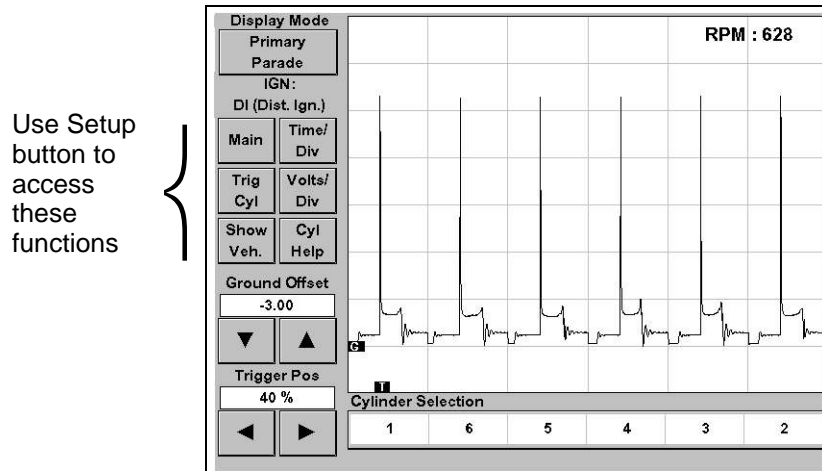 Use Setup
button to
access
these
functions
Display Mode
Primary
Parade
IGN:
DI (Dist. Ign.)
Main
Time/
Div
Trig
Cyl
Volts/
Div
Show
Veh.
Cyl
Help
Ground Offset
-3.00
Trigger Pos
40 %
RPM : 628
G
T
Cylinder Selection
1 6 5 4 3 2